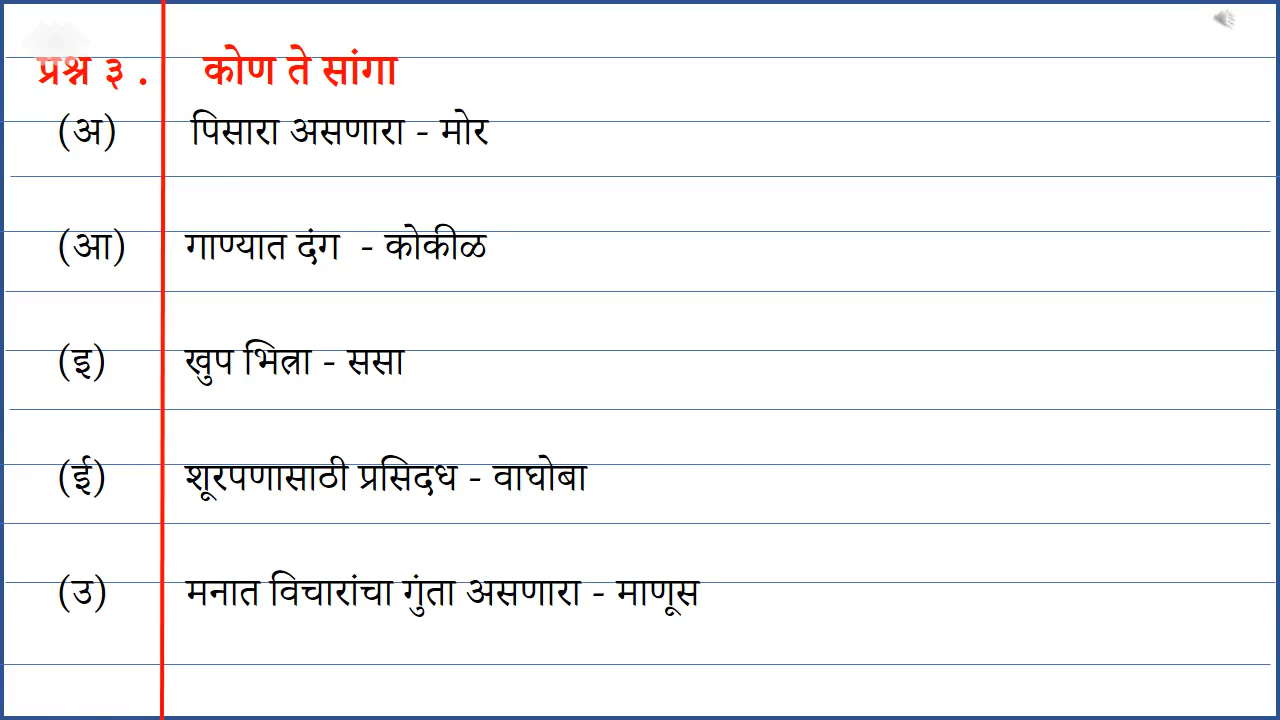 प्रश्न ३ . कोण ते सांगा
(अ) पिसारा असणारा - मोर
(आ) गाण्यात दंग - कोकीळ
(इ) खुप भित्रा - ससा
(ई) शूरपणासाठी प्रसिदध - वाघोबा
(उ) मनात विचारांचा गुंता असणारा - माणूस